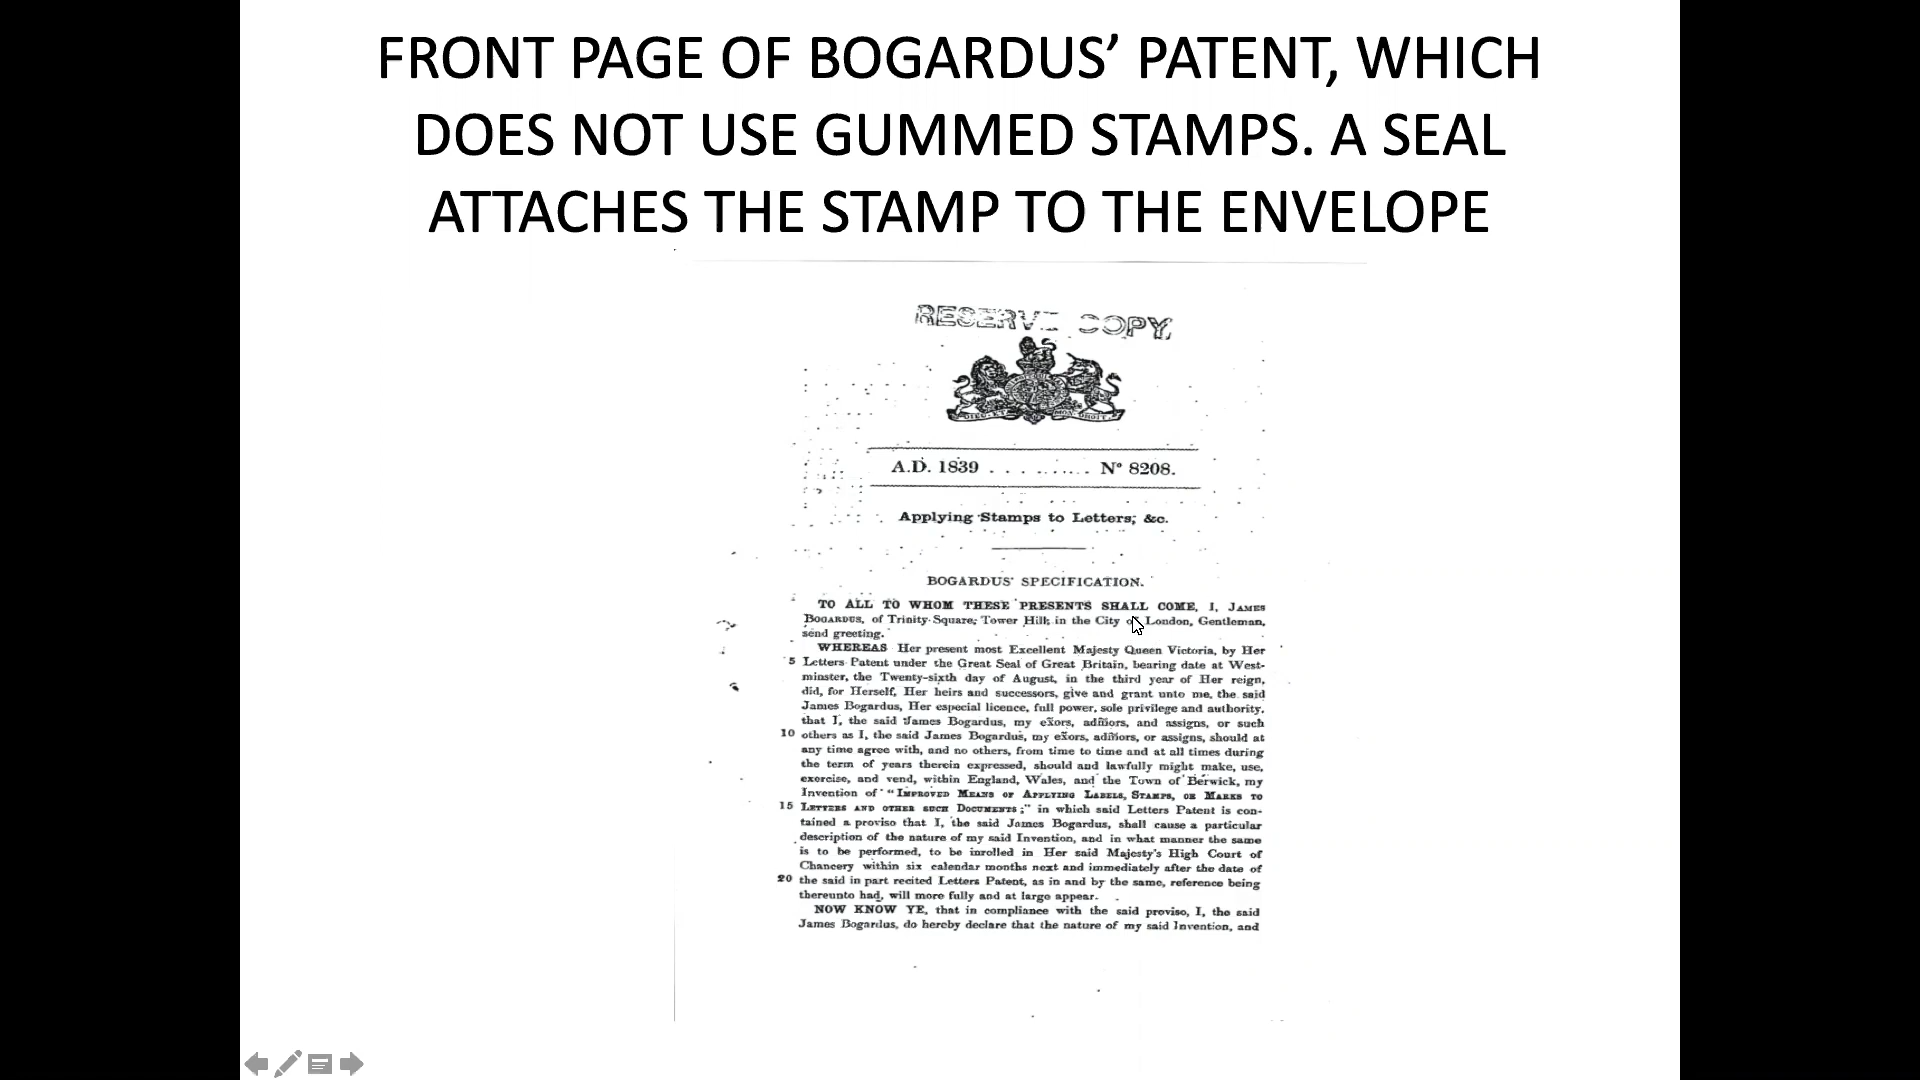 FRONT PAGE OF BOGARDUS’ PATENT, WHICH
DOES NOT USE GUMMED STAMPS. A SEAL
ATTACHES THE STAMP TO THE ENVELOPE
RESERVE COPY
DIEU ET MON DROIT
A.D. 1839 . . . . . . . . . . Nº 8208.
Applying Stamps to Letters, &c.
BOGARDUS' SPECIFICATION.
TO ALL TO WHOM THESE PRESENTS SHALL COME, I, JAMES
BOGARDUS, of Trinity Square, Tower Hill, in the City of London, Gentleman,
send greeting.
WHEREAS Her present most Excellent Majesty Queen Victoria, by Her
5 Letters Patent under the Great Seal of Great Britain, bearing date at West-
minster, the Twenty-sixth day of August, in the third year of Her reign,
did, for Herself, Her heirs and successors, give and grant unto me, the said
James Bogardus, Her especial licence, full power, sole privilege and authority,
that I, the said James Bogardus, my exors, admors, and assigns, or such
10 others as I, the said James Bogardus, my exors, admors, or assigns, should at
any time agree with, and no others, from time to time and at all times during
the term of years therein expressed, should and lawfully might make, use,
exercise, and vend, within England, Wales, and the Town of Berwick, my
Invention of "IMPROVED MEANS OF APPLYING LABELS, STAMPS, OR MARKS TO
15 LETTERS AND OTHER SUCH DOCUMENTS;" in which said Letters Patent is con-
tained a proviso that I, the said James Bogardus, shall cause a particular
description of the nature of my said Invention, and in what manner the same
is to be performed, to be inrolled in Her said Majesty's High Court of
Chancery within six calendar months next and immediately after the date of
20 the said in part recited Letters Patent, as in and by the same, reference being
thereunto had, will more fully and at large appear.
NOW KNOW YE, that in compliance with the said proviso, I, the said
James Bogardus, do hereby declare that the nature of my said Invention, and